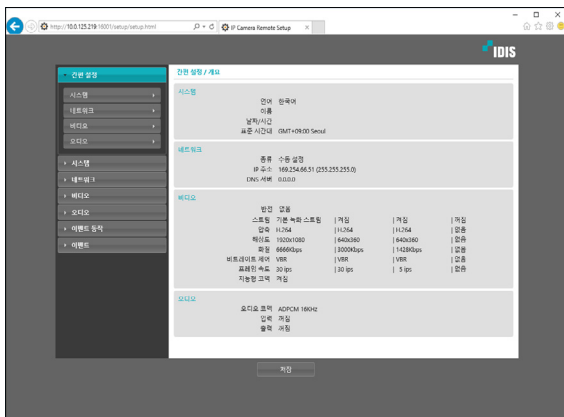 http://10.0.125.219:16001/setup/setup.html
IP Camera Remote Setup
IDIS
간편 설정
간편 설정 / 개요
시스템
네트워크
비디오
오디오
시스템
네트워크
비디오
오디오
이벤트 동작
이벤트
시스템
언어 한국어
이름
날짜/시간
표준 시간대 GMT+09:00 Seoul
네트워크
종류 수동 설정
IP 주소 169.254.66.51 (255.255.255.0)
DNS 서버 0.0.0.0
비디오
반전 없음
스트림 기본 녹화 스트림 | 켜짐 | 켜짐 | 꺼짐
압축 H.264 | H.264 | H.264 | 없음
해상도 1920x1080 | 640x360 | 640x360 | 없음
화질 6666Kbps | 3000Kbps | 1428Kbps | 없음
비트레이트 제어 VBR | VBR | VBR | 없음
프레임 속도 30 ips | 30 ips | 5 ips | 없음
지능형 코덱 꺼짐
오디오
오디오 코덱 ADPCM 16KHz
입력 꺼짐
출력 꺼짐
저장